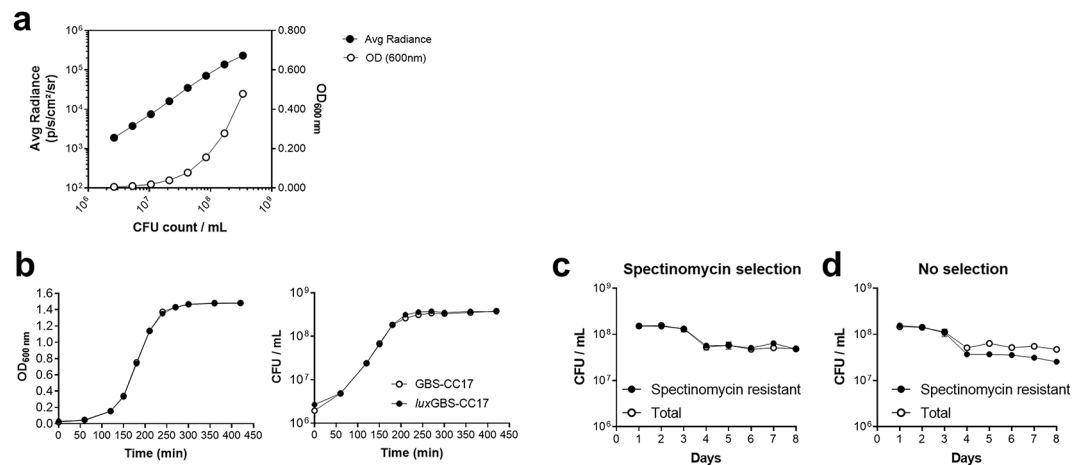 a
10⁶
10⁵
10⁴
10³
10²
Avg Radiance
(p/s/cm²/sr)
0.800
0.600
0.400
0.200
0.000
OD600 nm
10⁶
10⁷
10⁸
10⁹
CFU count / mL
Avg Radiance
OD (600nm)
b
1.6
1.4
1.2
1.0
0.8
0.6
0.4
0.2
0.0
OD600 nm
0 50 100 150 200 250 300 350 400 450
Time (min)
10⁹
10⁸
10⁷
10⁶
CFU / mL
GBS-CC17
luxGBS-CC17
0 50 100 150 200 250 300 350 400 450
Time (min)
c
Spectinomycin selection
10⁹
10⁸
10⁷
10⁶
CFU / mL
Spectinomycin resistant
Total
0 1 2 3 4 5 6 7 8
Days
d
No selection
10⁹
10⁸
10⁷
10⁶
CFU / mL
Spectinomycin resistant
Total
0 1 2 3 4 5 6 7 8
Days